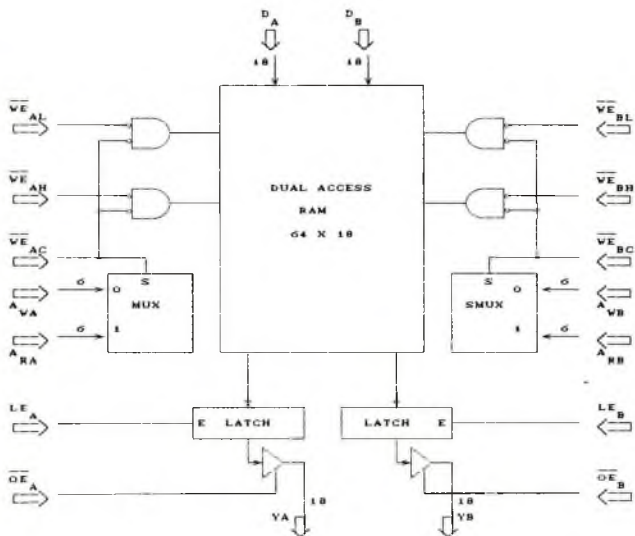 D A D B
18 18
WE AL WE BL
WE AH WE BH
DUAL ACCESS
RAM
64 X 18
WE AC WE BC
S S
6 O MUX SMUX O 6
A WA A WB
6 1 1 6
A RA A RB
LE A E LATCH LATCH E LE B
OE A OE B
18 18
YA YB